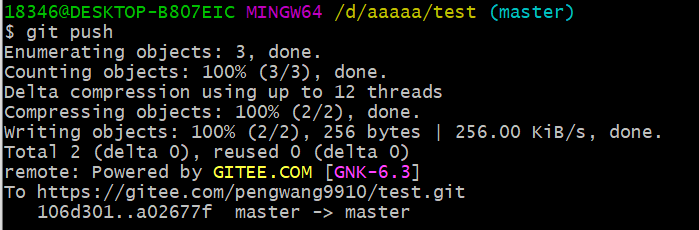 18346@DESKTOP-B807EIC MINGW64 /d/aaaaa/test (master)
$ git push
Enumerating objects: 3, done.
Counting objects: 100% (3/3), done.
Delta compression using up to 12 threads
Compressing objects: 100% (2/2), done.
Writing objects: 100% (2/2), 256 bytes | 256.00 KiB/s, done.
Total 2 (delta 0), reused 0 (delta 0)
remote: Powered by GITEE.COM [GNK-6.3]
To https://gitee.com/pengwang9910/test.git
   106d301..a02677f  master -> master